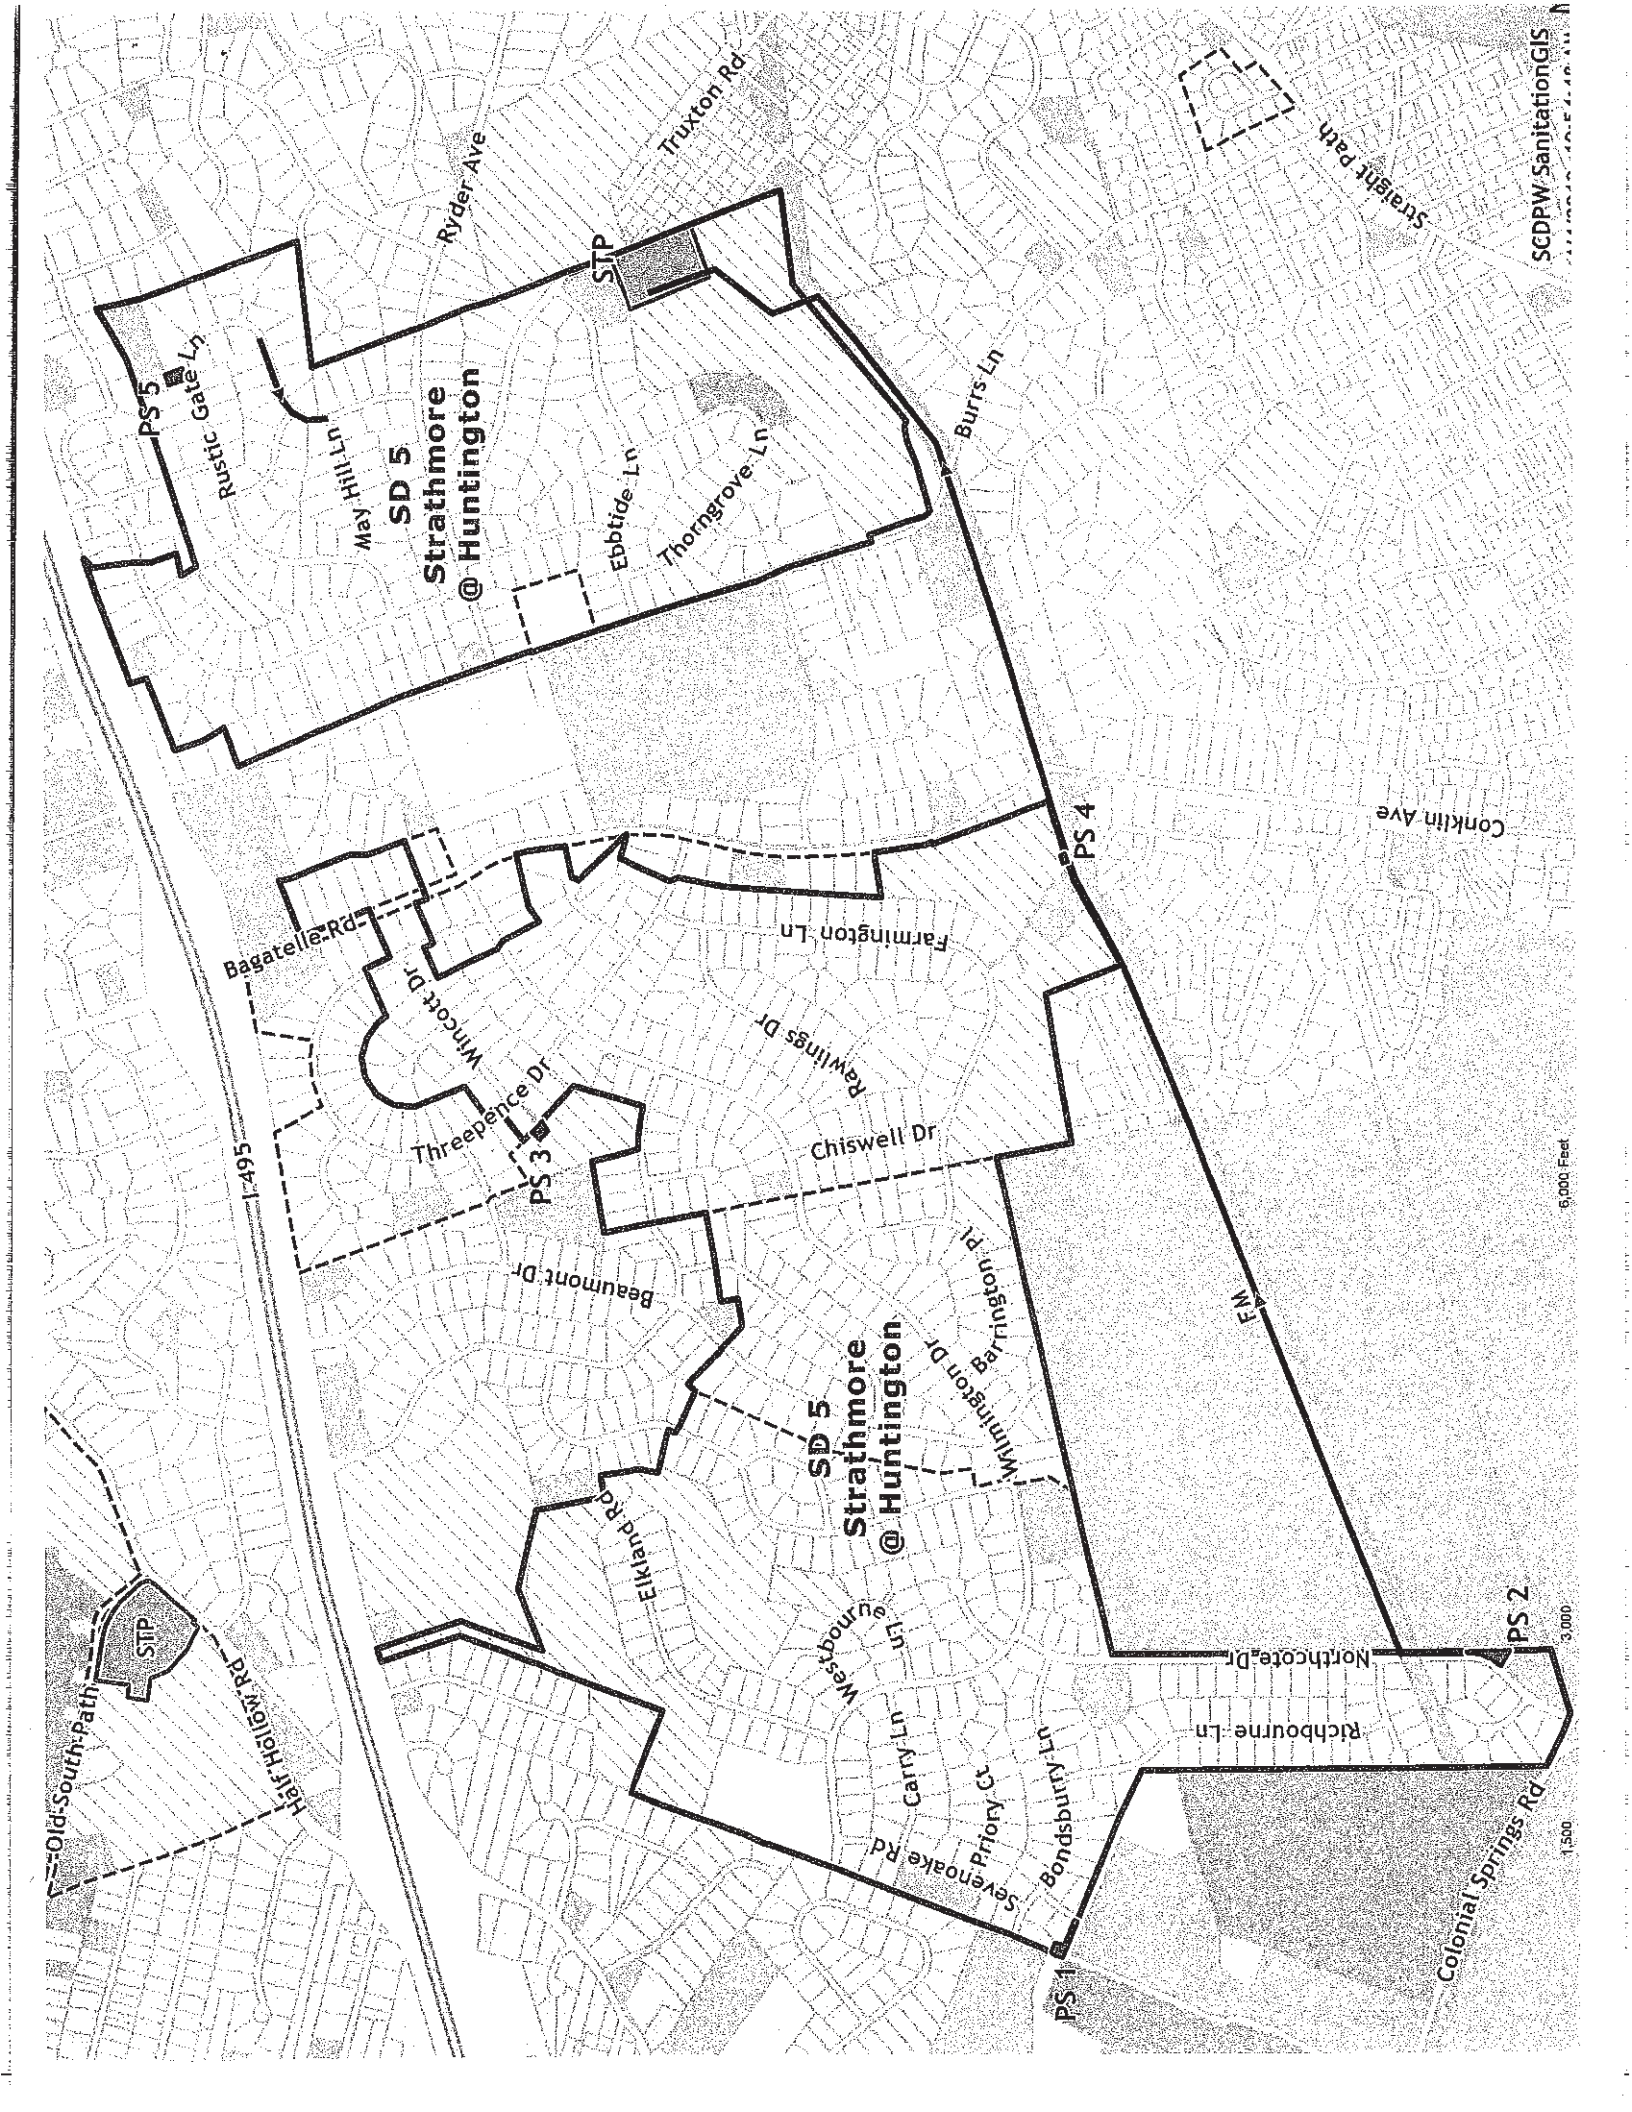 Old South Path
STP
Half Hollow Rd
I 495
Bagatelle Rd
Wincott Dr
Threepence Dr
PS 3
Beaumont Dr
Elkland Rd
Farmington Ln
Rawlings Dr
Chiswell Dr
Barrington Pl
Wilmington Dr
SD 5
Strathmore
@ Huntington
Westbourne
Ln
Carry Ln
Priory Ct
Bondsburry Ln
Sevenoake Rd
PS 1
Richbourne Ln
Northcote Dr
PS 2
Colonial Springs Rd
FM
PS 4
Conklin Ave
PS 5
Rustic Gate Ln
May Hill Ln
SD 5
Strathmore
@ Huntington
Ebbtide Ln
Thorngrove Ln
STP
Ryder Ave
Truxton Rd
Burrs Ln
Straight Path
1,500
3,000
6,000 Feet
SCDPW SanitationGIS